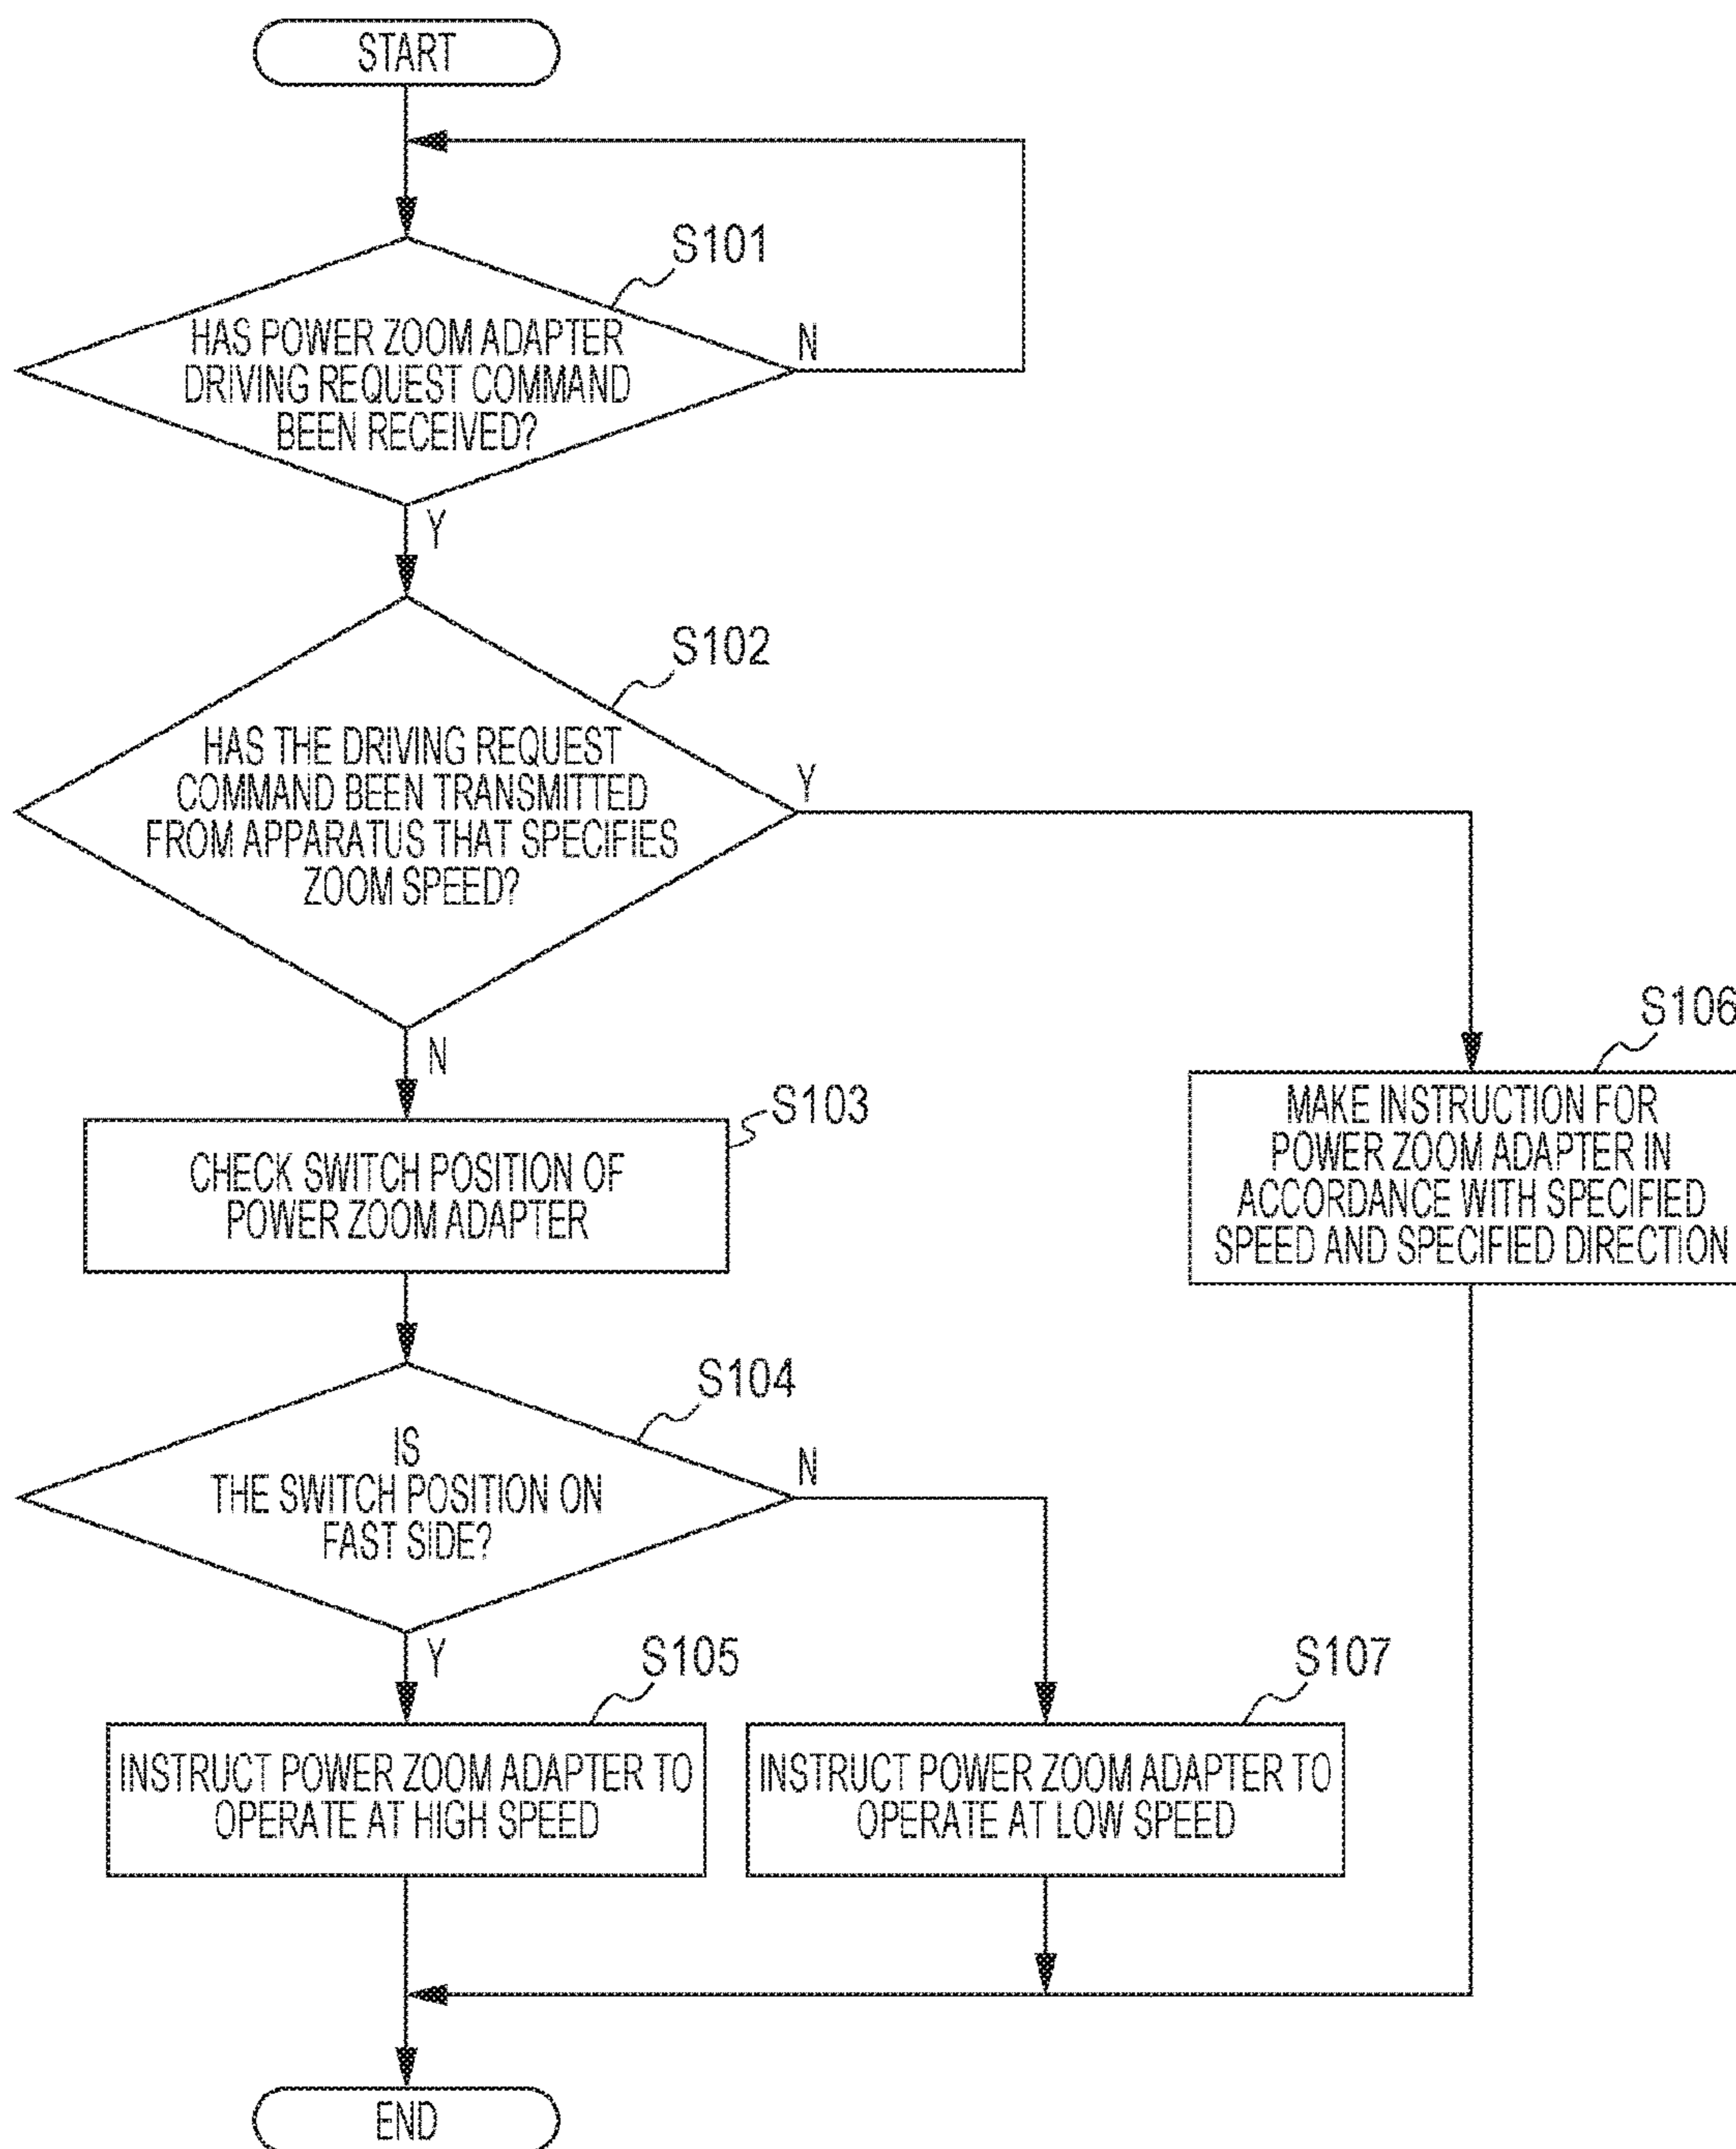 START
S101
HAS POWER ZOOM ADAPTER
DRIVING REQUEST COMMAND
BEEN RECEIVED?
N
Y
S102
HAS THE DRIVING REQUEST
COMMAND BEEN TRANSMITTED
FROM APPARATUS THAT SPECIFIES
ZOOM SPEED?
Y
N
S103
CHECK SWITCH POSITION OF
POWER ZOOM ADAPTER
S106
MAKE INSTRUCTION FOR
POWER ZOOM ADAPTER IN
ACCORDANCE WITH SPECIFIED
SPEED AND SPECIFIED DIRECTION
S104
IS
THE SWITCH POSITION ON
FAST SIDE?
N
Y
S105
INSTRUCT POWER ZOOM ADAPTER TO
OPERATE AT HIGH SPEED
S107
INSTRUCT POWER ZOOM ADAPTER TO
OPERATE AT LOW SPEED
END